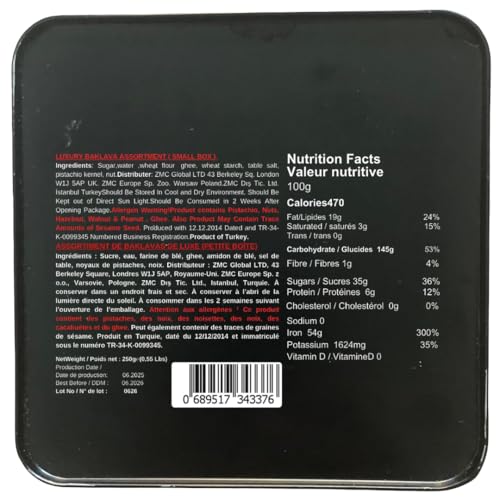 LUXURY BAKLAVA ASSORTMENT ( SMALL BOX ).
Ingredients: Sugar,water ,wheat flour ghee, wheat starch, table salt,
pistachio kernel, nut.Distributer: ZMC Global LTD 43 Berkeley Sq. London
W1J 5AP UK. ZMC Europe Sp. Zoo. Warsaw Poland.ZMC Dış Tic. Ltd.
İstanbul TurkeyShould Be Stored In Cool and Dry Environment. Should Be
Kept out of Direct Sun Light.Should Be Consumed in 2 Weeks After
Opening Package.Alergin Warning!Product contains Pistachio, Nuts,
Hazelnut, Walnut & Peanut , Ghee. Also Product May Contain Trace
Amounts of Sesame Seed. Produced on 12.12.2014 Dated and TR-34-
K-0099345 Numbered Business Registration.Product of Turkey.
ASSORTIMENT DE BAKLAVADGE LUXE (PETITE BOÎTE)
Ingrédients : Sucre, eau, farine de blé, ghee, amidon de blé, sel de
table, noyaux de pistaches, noix. Distributeur : ZMC Global LTD, 43
Berkeley Square, Londres W1J 5AP, Royaume-Uni. ZMC Europe Sp. z
o.o., Varsovie, Pologne. ZMC Dış Tic. Ltd., Istanbul, Turquie. À
conserver dans un endroit frais et sec. À conserver à l'abri de la
lumière directe du soleil. À consommer dans les 2 semaines suivant
l'ouverture de l'emballage. Attention aux allergènes ! Ce produit
contient des pistaches, des noix, des noisettes, des noix, des
cacahuètes et du ghee. Peut également contenir des traces de graines
de sésame. Produit en Turquie, daté du 12/12/2014 et immatriculé
sous le numéro TR-34-K-0099345.
NetWeight / Poids net : 250g℮(0,55 Lbs)
Production Date /
Date de production: 06.2025
Best Before / DDM : 06.2026
Lot No / N° de lot : 0626
0 689517 343376
Nutrition Facts
Valeur nutritive
100g
Calories470
Fat/Lipides 19g 24%
Saturated / saturés 3g 15%
Trans / trans 0g
Carbohydrate / Glucides 145g 53%
Fibre / Fibres 1g 4%
Sugars / Sucres 35g 36%
Protein / Protéines 6g 12%
Cholesterol / Cholestérol 0g 0%
Sodium 0
Iron 54g 300%
Potassium 1624mg 35%
Vitamin D / VitamineD 0